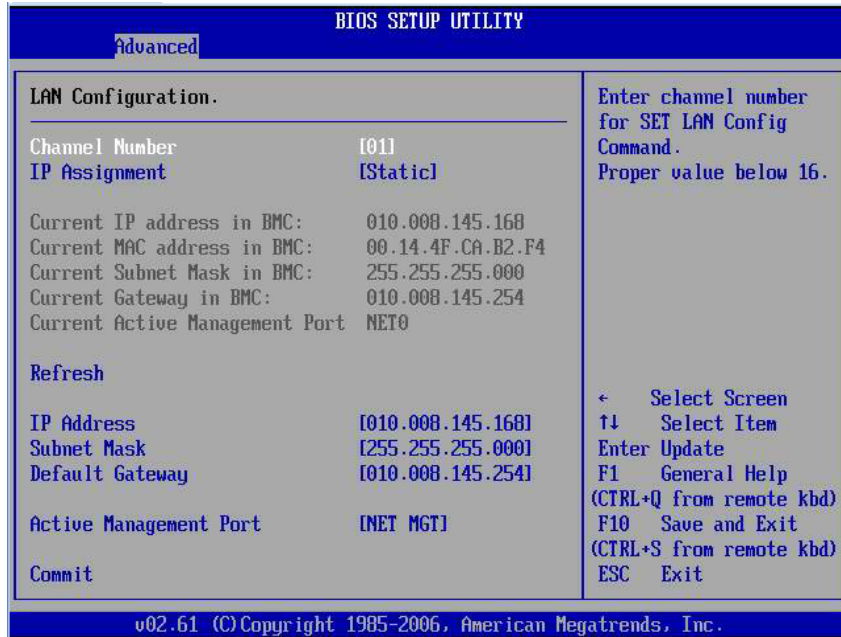 BIOS SETUP UTILITY
Advanced
LAN Configuration.
Channel Number [01]
IP Assignment [Static]
Current IP address in BMC: 010.008.145.168
Current MAC address in BMC: 00.14.4F.CA.B2.F4
Current Subnet Mask in BMC: 255.255.255.000
Current Gateway in BMC: 010.008.145.254
Current Active Management Port NET0
Refresh
IP Address [010.008.145.168]
Subnet Mask [255.255.255.000]
Default Gateway [010.008.145.254]
Active Management Port [NET MGT]
Commit
Enter channel number
for SET LAN Config
Command.
Proper value below 16.
← Select Screen
↑↓ Select Item
Enter Update
F1 General Help
(CTRL+Q from remote kbd)
F10 Save and Exit
(CTRL+S from remote kbd)
ESC Exit
v02.61 (C)Copyright 1985-2006, American Megatrends, Inc.